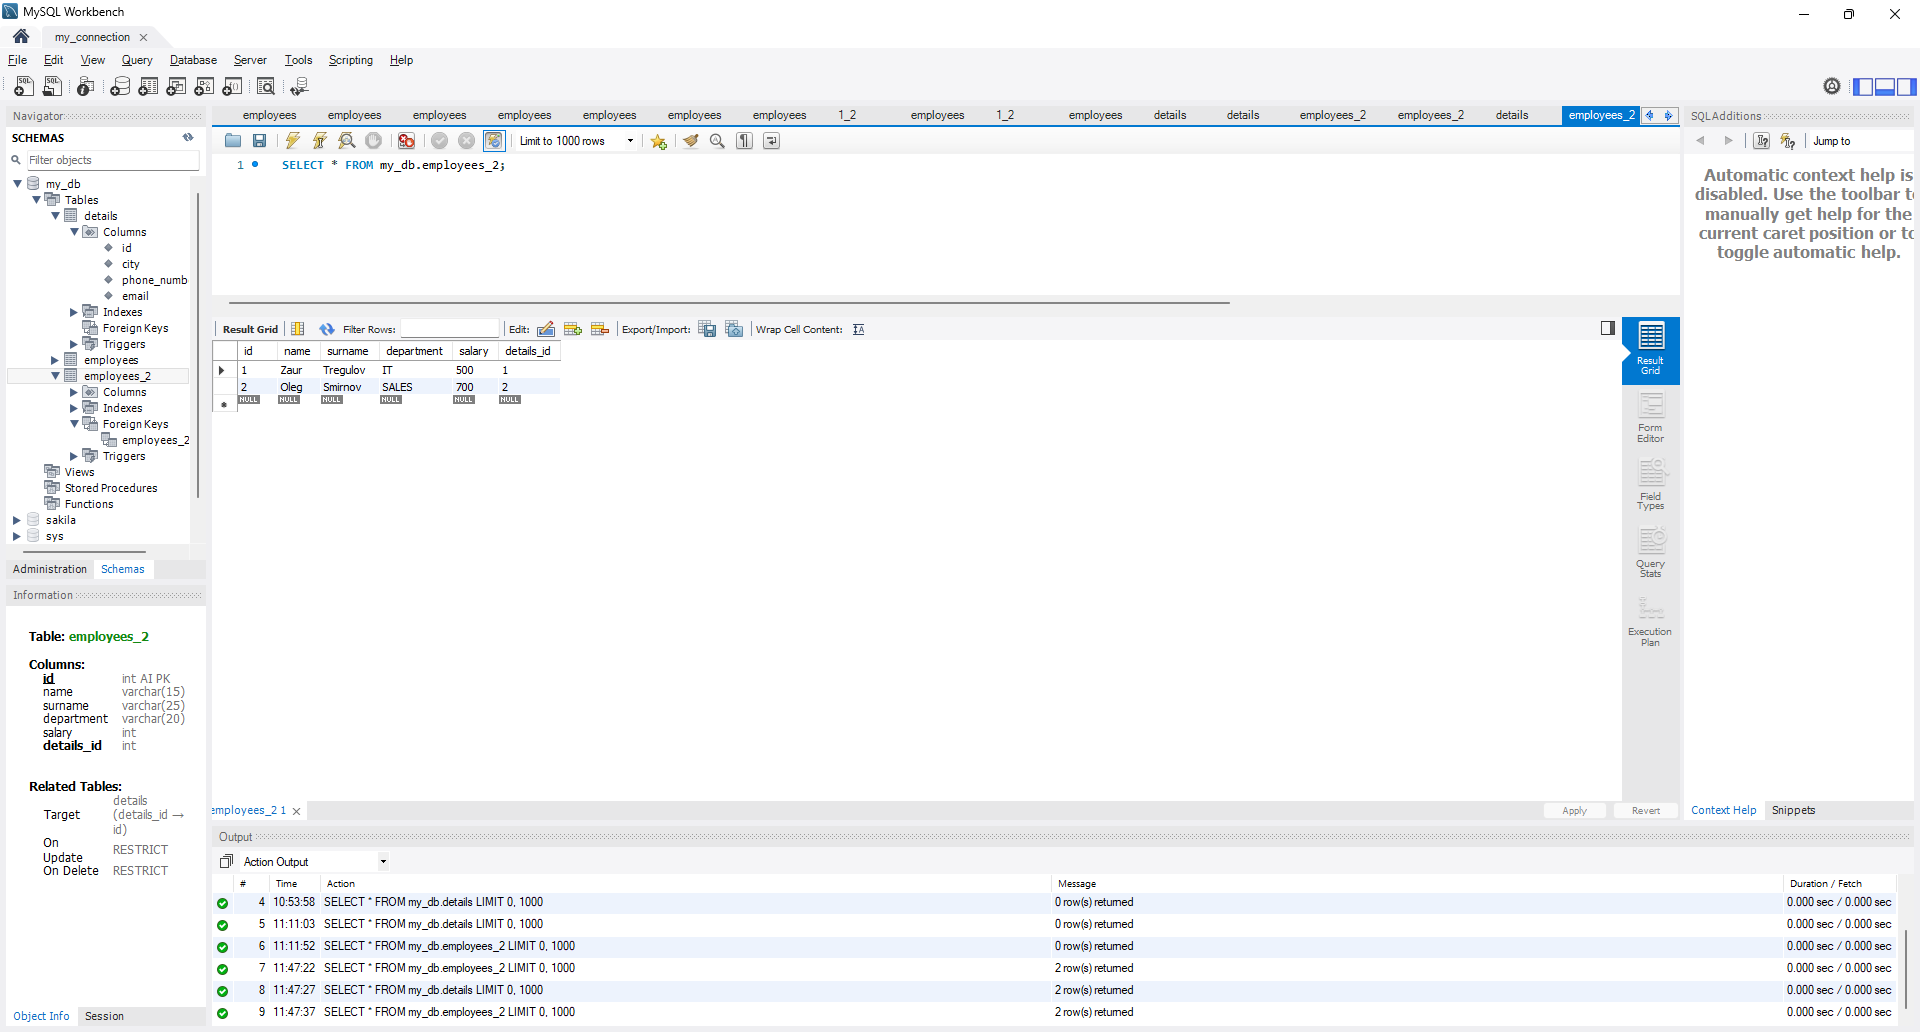 MySQL Workbench
my_connection
File Edit View Query Database Server Tools Scripting Help
Navigator
SCHEMAS
Filter objects
my_db
Tables
details
Columns
id
city
phone_numb
email
Indexes
Foreign Keys
Triggers
employees
employees_2
Columns
Indexes
Foreign Keys
employees_2
Triggers
Views
Stored Procedures
Functions
sakila
sys
Administration Schemas
Information
Table: employees_2
Columns:
id int AI PK
name varchar(15)
surname varchar(25)
department varchar(20)
salary int
details_id int
Related Tables:
Target details (details_id → id)
On Update RESTRICT
On Delete RESTRICT
Object Info Session
employees employees employees employees employees employees employees 1_2 employees 1_2 employees details details employees_2 employees_2 details employees_2
Limit to 1000 rows
1 SELECT * FROM my_db.employees_2;
Result Grid Filter Rows: Edit: Export/Import: Wrap Cell Content: IA
id name surname department salary details_id
1 Zaur Tregulov IT 500 1
2 Oleg Smirnov SALES 700 2
NULL NULL NULL NULL NULL NULL
Result Grid
Form Editor
Field Types
Query Stats
Execution Plan
employees_2 1 Apply Revert
SQLAdditions
Jump to
Automatic context help is
disabled. Use the toolbar t
manually get help for the
current caret position or to
toggle automatic help.
Context Help Snippets
Output
Action Output
# Time Action Message Duration / Fetch
4 10:53:58 SELECT * FROM my_db.details LIMIT 0, 1000 0 row(s) returned 0.000 sec / 0.000 sec
5 11:11:03 SELECT * FROM my_db.details LIMIT 0, 1000 0 row(s) returned 0.000 sec / 0.000 sec
6 11:11:52 SELECT * FROM my_db.employees_2 LIMIT 0, 1000 0 row(s) returned 0.000 sec / 0.000 sec
7 11:47:22 SELECT * FROM my_db.employees_2 LIMIT 0, 1000 2 row(s) returned 0.000 sec / 0.000 sec
8 11:47:27 SELECT * FROM my_db.details LIMIT 0, 1000 2 row(s) returned 0.000 sec / 0.000 sec
9 11:47:37 SELECT * FROM my_db.employees_2 LIMIT 0, 1000 2 row(s) returned 0.000 sec / 0.000 sec